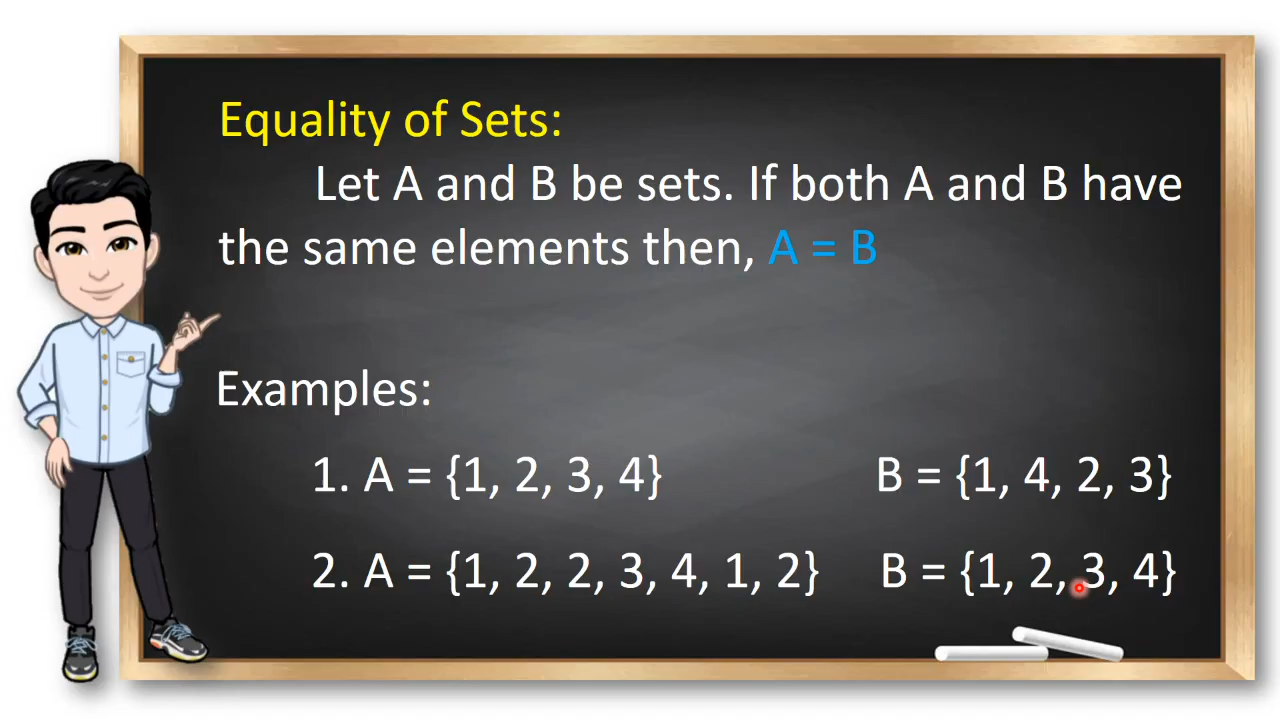 Equality of Sets:
Let A and B be sets. If both A and B have
the same elements then, A = B
Examples:
1. A = {1, 2, 3, 4} B = {1, 4, 2, 3}
2. A = {1, 2, 2, 3, 4, 1, 2} B = {1, 2, 3, 4}